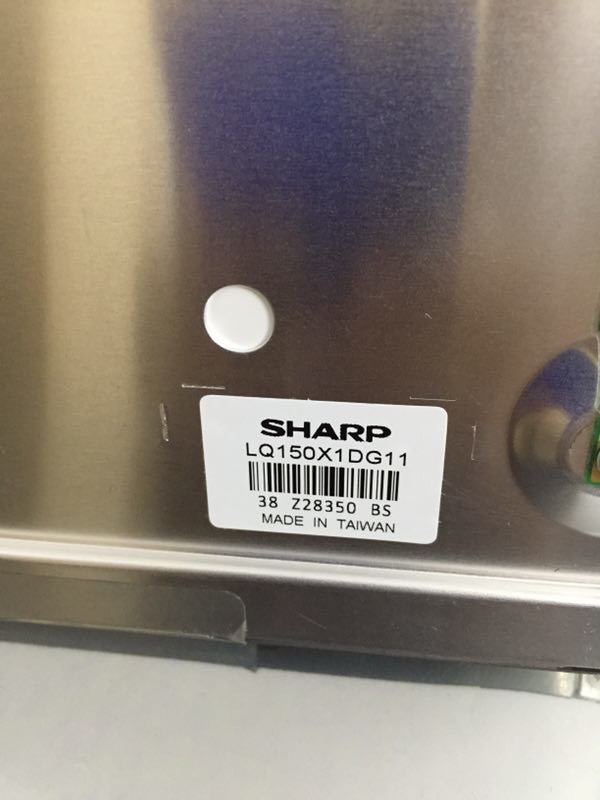 SHARP
LQ150X1DG11
38 Z28350 BS
MADE IN TAIWAN